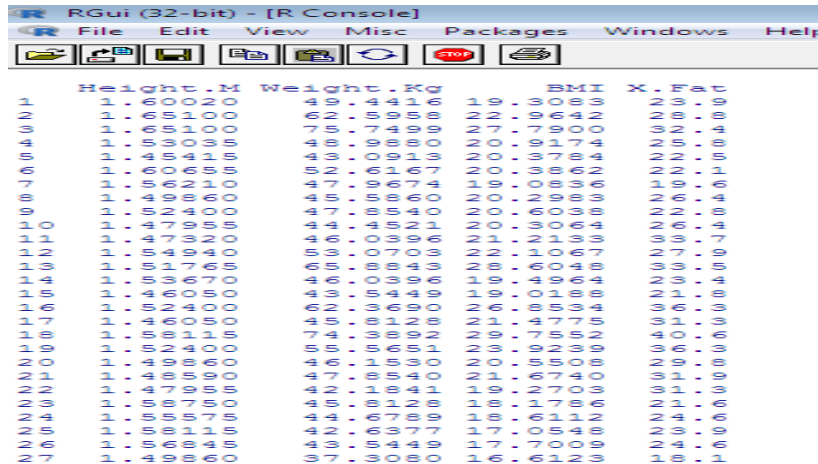 RGui (32-bit) - [R Console]
File Edit View Misc Packages Windows Help
STOP
Height.M Weight.Kg BMI X.Fat
1 1.60020 49.4416 19.3083 23.9
2 1.65100 62.5958 22.9642 28.8
3 1.65100 75.7499 27.7900 32.4
4 1.53035 48.9880 20.9174 25.8
5 1.45415 43.0913 20.3784 22.5
6 1.60655 52.6167 20.3862 22.1
7 1.56210 47.9674 19.0836 19.6
8 1.49860 45.5860 20.2983 26.4
9 1.52400 47.8540 20.6038 22.8
10 1.47955 44.4521 20.3064 26.4
11 1.47320 46.0396 21.2133 33.7
12 1.54940 53.0703 22.1067 27.9
13 1.51765 65.8843 28.6048 33.5
14 1.53670 46.0396 19.4964 23.4
15 1.46050 43.5449 19.0188 21.8
16 1.52400 62.3690 26.8534 36.3
17 1.46050 45.8128 21.4775 31.3
18 1.58115 74.3892 29.7552 40.6
19 1.52400 55.5651 23.9239 36.3
20 1.49860 46.1530 20.5508 29.8
21 1.48590 47.8540 21.6740 31.9
22 1.47955 42.1841 19.2703 31.3
23 1.58750 45.8128 18.1786 21.6
24 1.55575 44.6789 18.6112 24.6
25 1.58115 42.6377 17.0548 23.9
26 1.56845 43.5449 17.7009 24.6
27 1.49860 37.3080 16.6123 18.1